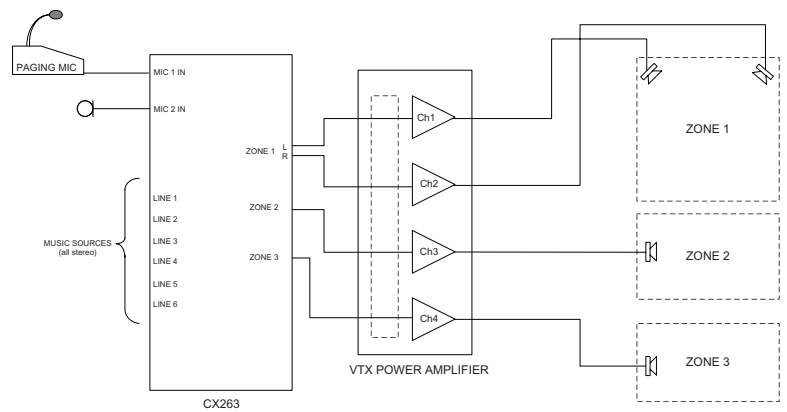 PAGING MIC
MIC 1 IN
MIC 2 IN
MUSIC SOURCES
(all stereo)
LINE 1
LINE 2
LINE 3
LINE 4
LINE 5
LINE 6
ZONE 1 L
R
ZONE 2
ZONE 3
CX263
Ch1
Ch2
Ch3
Ch4
VTX POWER AMPLIFIER
ZONE 1
ZONE 2
ZONE 3